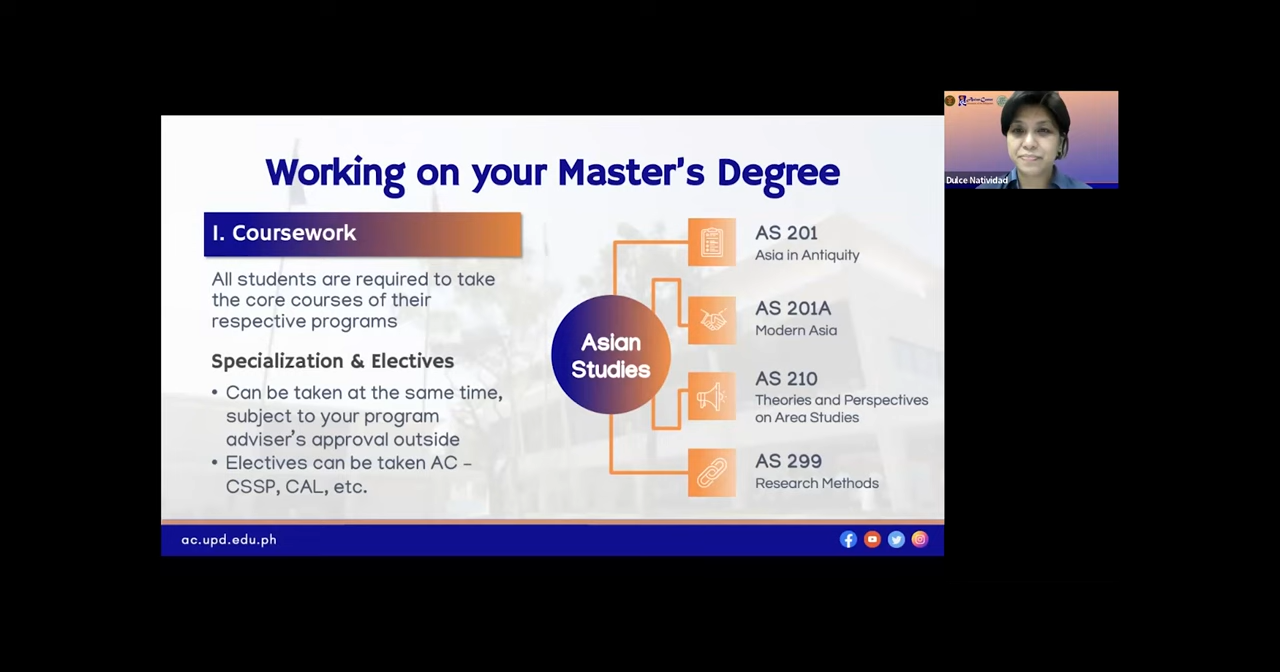 Working on your Master's Degree
I. Coursework
All students are required to take
the core courses of their
respective programs
Specialization & Electives
• Can be taken at the same time,
subject to your program
adviser's approval outside
• Electives can be taken AC –
CSSP, CAL, etc.
Asian
Studies
AS 201
Asia in Antiquity
AS 201A
Modern Asia
AS 210
Theories and Perspectives
on Area Studies
AS 299
Research Methods
ac.upd.edu.ph
Dulce Natividad